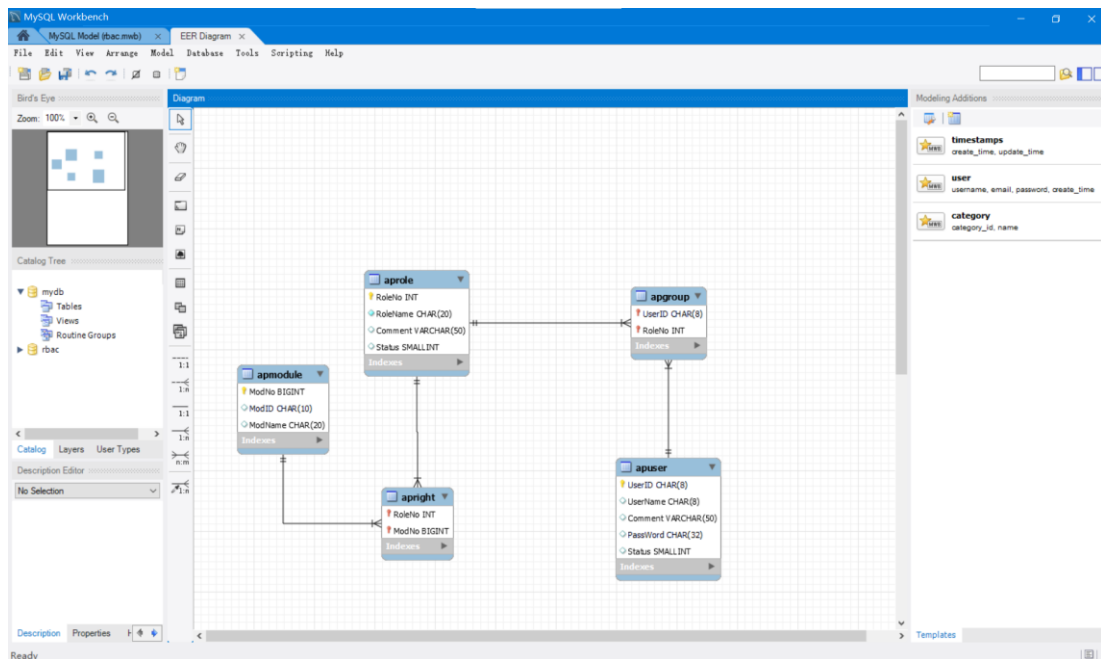 MySQL Workbench
MySQL Model (rbac.mwb) ×
EER Diagram ×
File Edit View Arrange Model Database Tools Scripting Help
Bird's Eye
Zoom: 100%
Catalog Tree
mydb
Tables
Views
Routine Groups
rbac
Catalog Layers User Types
Description Editor
No Selection
Description Properties H
Ready
Diagram
1:1
1:n
1:1
1:n
n:m
1:n
aprole
RoleNo INT
RoleName CHAR(20)
Comment VARCHAR(50)
Status SMALLINT
Indexes
apgroup
UserID CHAR(8)
RoleNo INT
Indexes
apmodule
ModNo BIGINT
ModID CHAR(10)
ModName CHAR(20)
Indexes
apright
RoleNo INT
ModNo BIGINT
Indexes
apuser
UserID CHAR(8)
UserName CHAR(8)
Comment VARCHAR(50)
PassWord CHAR(32)
Status SMALLINT
Indexes
Modeling Additions
timestamps
create_time, update_time
user
username, email, password, create_time
category
category_id, name
Templates